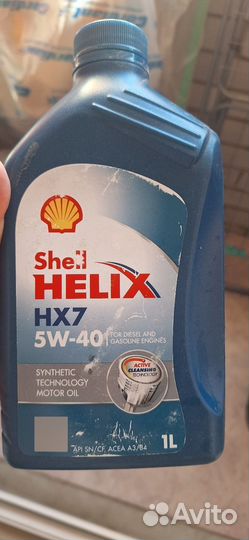 Shell
HELIX
HX7
5W-40
FOR DIESEL AND
GASOLINE ENGINES
ACTIVE
CLEANSING
TECHNOLOGY
SYNTHETIC
TECHNOLOGY
MOTOR OIL
1L
API SN/CF, ACEA A3/B4
Avito